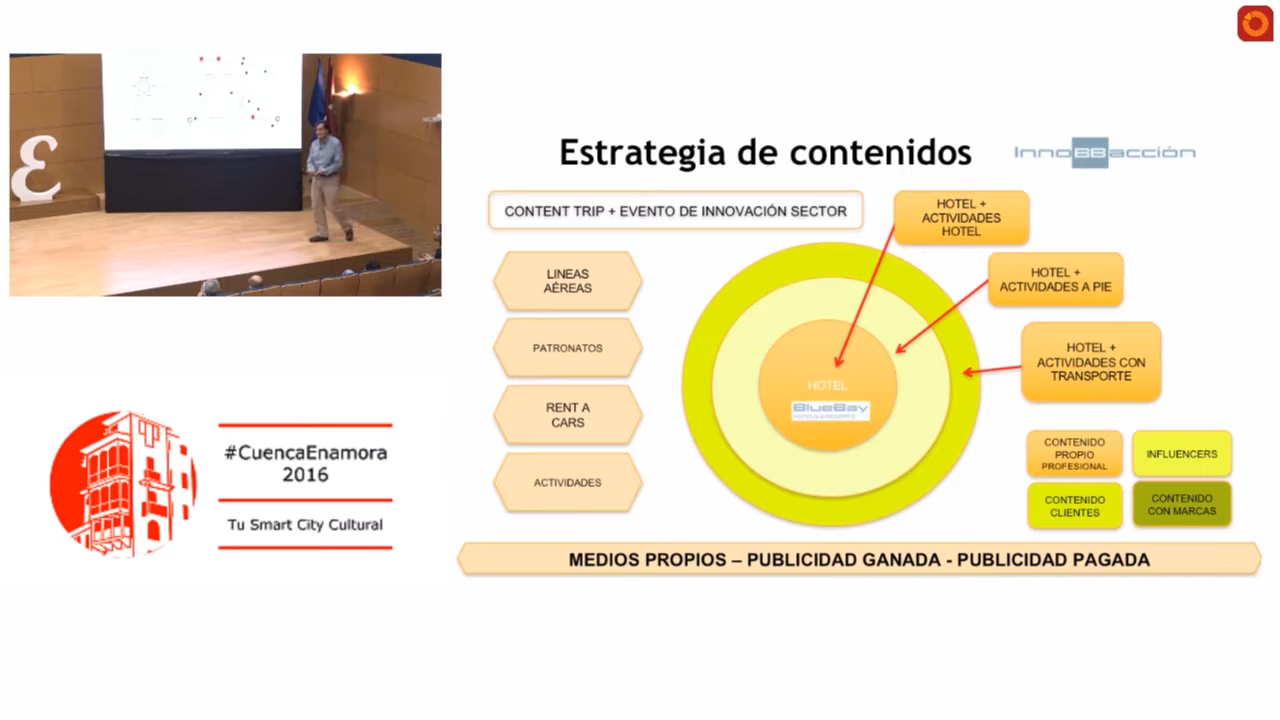 Estrategia de contenidos
InnoBBacción
CONTENT TRIP + EVENTO DE INNOVACIÓN SECTOR
HOTEL +
ACTIVIDADES
HOTEL
HOTEL +
ACTIVIDADES A PIE
HOTEL +
ACTIVIDADES CON
TRANSPORTE
LINEAS
AÉREAS
PATRONATOS
RENT A
CARS
ACTIVIDADES
HOTEL
BlueBay
CONTENIDO
PROPIO
PROFESIONAL
INFLUENCERS
CONTENIDO
CLIENTES
CONTENIDO
CON MARCAS
MEDIOS PROPIOS – PUBLICIDAD GANADA - PUBLICIDAD PAGADA
#CuencaEnamora
2016
Tu Smart City Cultural